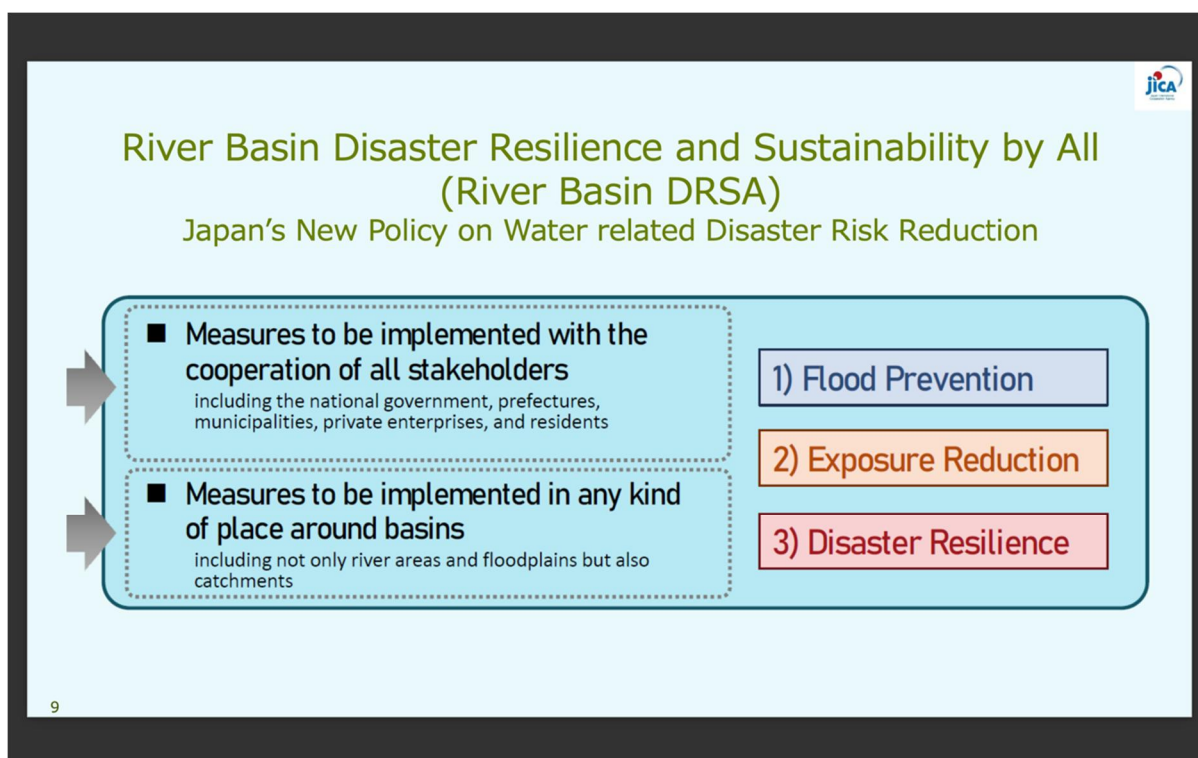 jICA
River Basin Disaster Resilience and Sustainability by All
(River Basin DRSA)
Japan's New Policy on Water related Disaster Risk Reduction
■ Measures to be implemented with the
cooperation of all stakeholders
including the national government, prefectures,
municipalities, private enterprises, and residents
■ Measures to be implemented in any kind
of place around basins
including not only river areas and floodplains but also
catchments
1) Flood Prevention
2) Exposure Reduction
3) Disaster Resilience
9